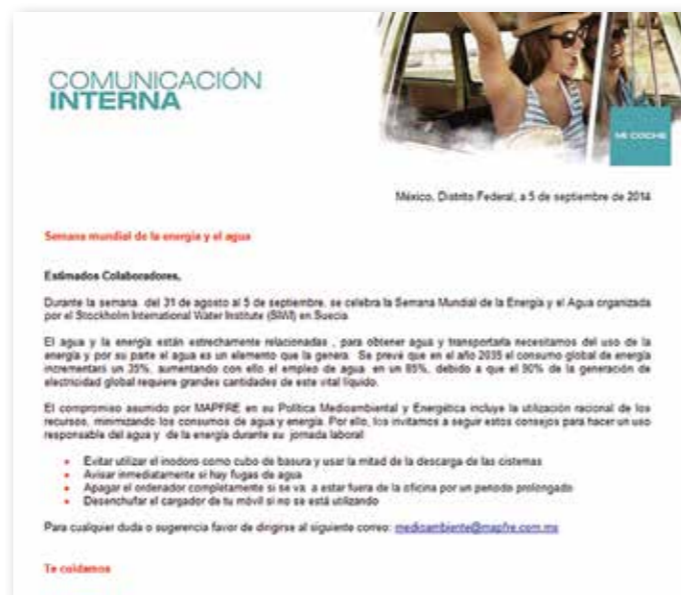 COMUNICACIÓN
INTERNA
MI COCHE
México, Distrito Federal, a 5 de septiembre de 2014
Semana mundial de la energía y el agua
Estimados Colaboradores,
Durante la semana del 31 de agosto al 5 de septiembre, se celebra la Semana Mundial de la Energía y el Agua organizada
por el Stockholm International Water Institute (SIWI) en Suecia.
El agua y la energía están estrechamente relacionadas , para obtener agua y transportarla necesitamos del uso de la
energía y por su parte el agua es un elemento que la genera. Se prevé que en el año 2035 el consumo global de energía
incrementará un 35%, aumentando con ello el empleo de agua en un 85%, debido a que el 90% de la generación de
electricidad global requiere grandes cantidades de este vital líquido.
El compromiso asumido por MAPFRE en su Política Medioambiental y Energética incluye la utilización racional de los
recursos, minimizando los consumos de agua y energía. Por ello, los invitamos a seguir estos consejos para hacer un uso
responsable del agua y de la energía durante su jornada laboral:
• Evitar utilizar el inodoro como cubo de basura y usar la mitad de la descarga de las cisternas
• Avisar inmediatamente si hay fugas de agua
• Apagar el ordenador completamente si se va a estar fuera de la oficina por un periodo prolongado
• Desenchufar el cargador de tu móvil si no se está utilizando
Para cualquier duda o sugerencia favor de dirigirse al siguiente correo: medioambiente@mapfre.com.mx
Te cuidamos